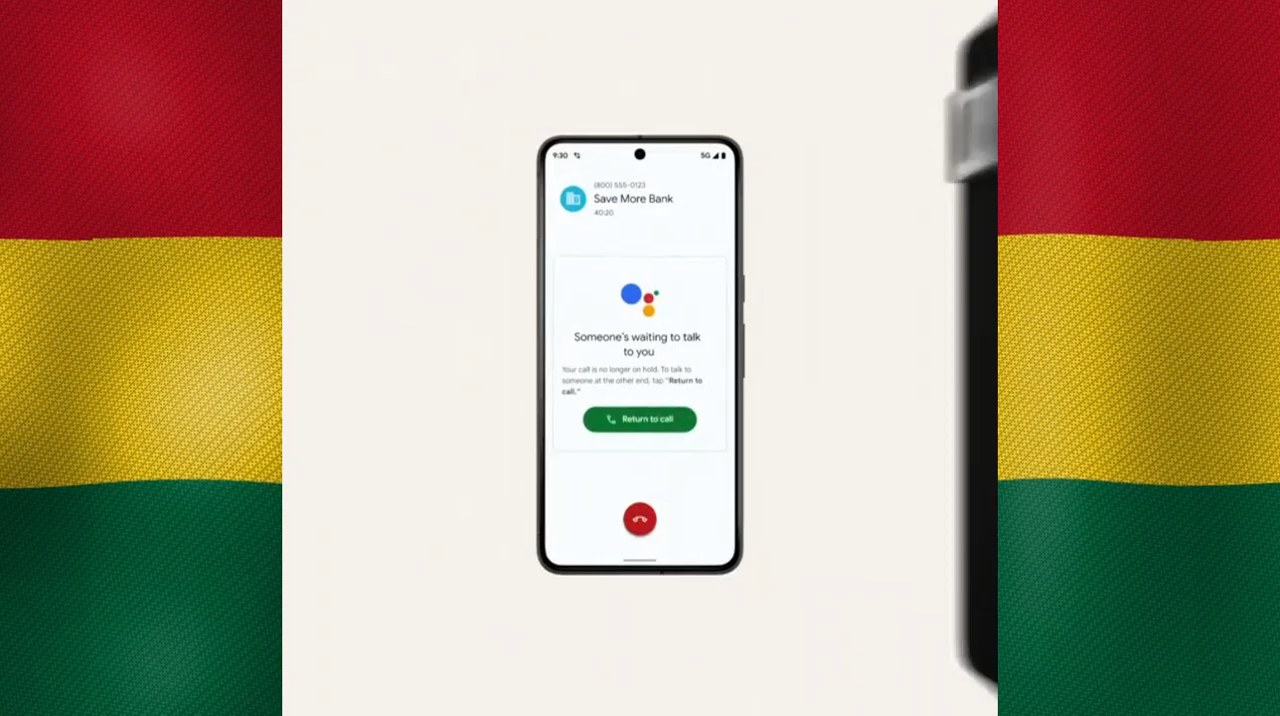 9:30 5G
(800) 555-0123
Save More Bank
40:20
Someone's waiting to talk
to you
Your call is no longer on hold. To talk to
someone at the other end, tap "Return to
call."
Return to call